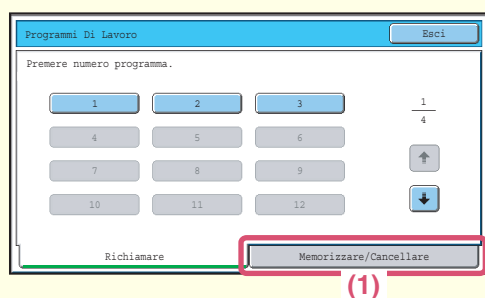 Programmi Di Lavoro Esci
Premere numero programma.
1 2 3 1
4 5 6 4
7 8 9
10 11 12
Richiamare Memorizzare/Cancellare
(1)